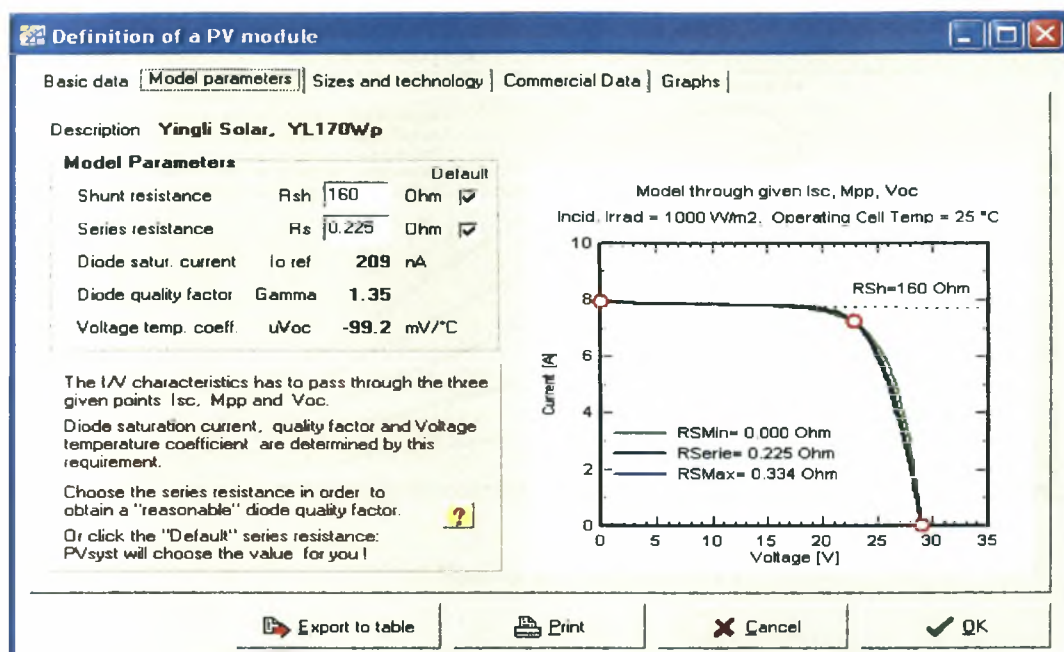 Definition of a PV module
Basic data Model parameters Sizes and technology Commercial Data Graphs
Description Yingli Solar, YL170Wp
Model Parameters
Default
Shunt resistance Rsh 160 Ohm
Series resistance Rs 0.225 Ohm
Diode satur. current Io ref 209 nA
Diode quality factor Gamma 1.35
Voltage temp. coeff. uVoc -99.2 mV/°C
The I/V characteristics has to pass through the three
given points Isc, Mpp and Voc.
Diode saturation current, quality factor and Voltage
temperature coefficient are determined by this
requirement.
Choose the series resistance in order to
obtain a "reasonable" diode quality factor.
?
Or click the "Default" series resistance:
PVsyst will choose the value for you !
Model through given Isc, Mpp, Voc
Incid. Irrad = 1000 W/m2, Operating Cell Temp = 25 °C
10
8
6
4
2
0
Current [A]
RSh=160 Ohm
RSMin= 0.000 Ohm
RSerie= 0.225 Ohm
RSMax= 0.334 Ohm
0 5 10 15 20 25 30 35
Voltage [V]
Export to table Print Cancel OK